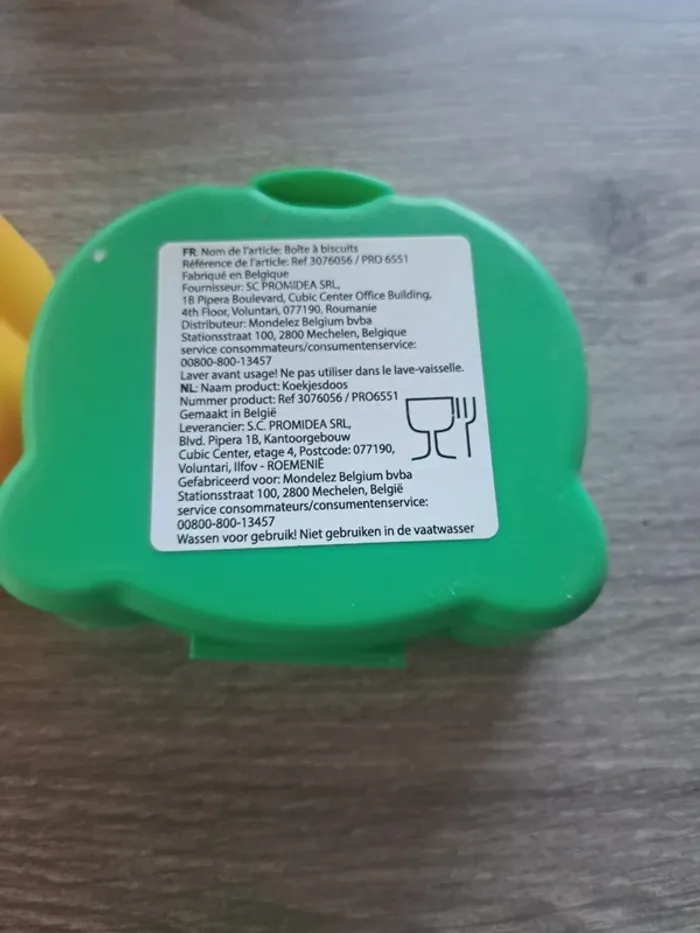 FR: Nom de l'article: Boîte à biscuits
Référence de l'article: Ref 3076056 / PRO 6551
Fabriqué en Belgique
Fournisseur: SC PROMIDEA SRL,
1B Pipera Boulevard, Cubic Center Office Building,
4th Floor, Voluntari, 077190, Roumanie
Distributeur: Mondelez Belgium bvba
Stationsstraat 100, 2800 Mechelen, Belgique
service consommateurs/consumentenservice:
00800-800-13457
Laver avant usage! Ne pas utiliser dans le lave-vaisselle.
NL: Naam product: Koekjesdoos
Nummer product: Ref 3076056 / PRO6551
Gemaakt in België
Leverancier: S.C. PROMIDEA SRL,
Blvd. Pipera 1B, Kantoorgebouw
Cubic Center, etage 4, Postcode: 077190,
Voluntari, Ilfov - ROEMENIË
Gefabriceerd voor: Mondelez Belgium bvba
Stationsstraat 100, 2800 Mechelen, België
service consommateurs/consumentenservice:
00800-800-13457
Wassen voor gebruik! Niet gebruiken in de vaatwasser